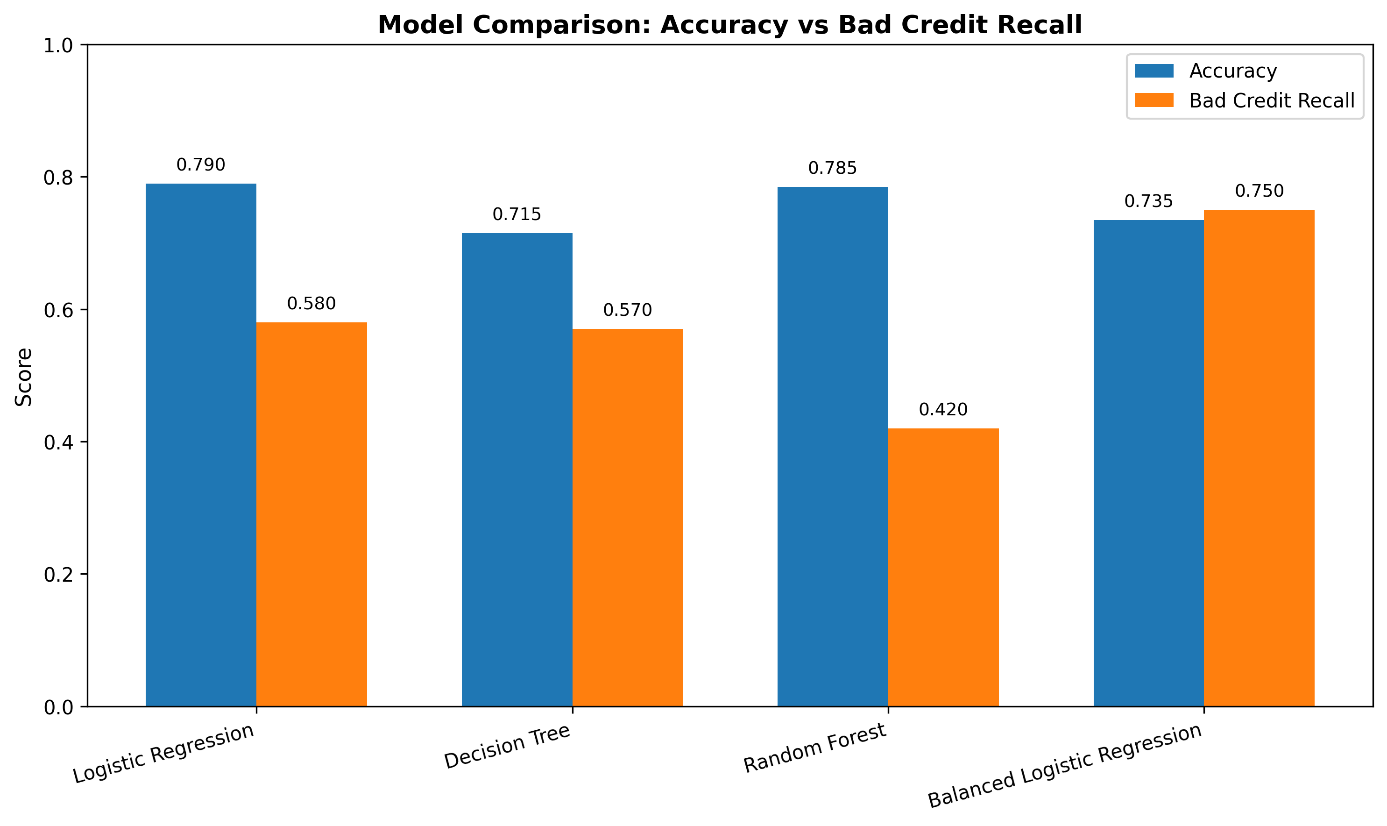 Model Comparison: Accuracy vs Bad Credit Recall
1.0
0.8
0.6
0.4
0.2
0.0
Score
Accuracy
Bad Credit Recall
0.790
0.580
0.715
0.570
0.785
0.420
0.735
0.750
Logistic Regression
Decision Tree
Random Forest
Balanced Logistic Regression